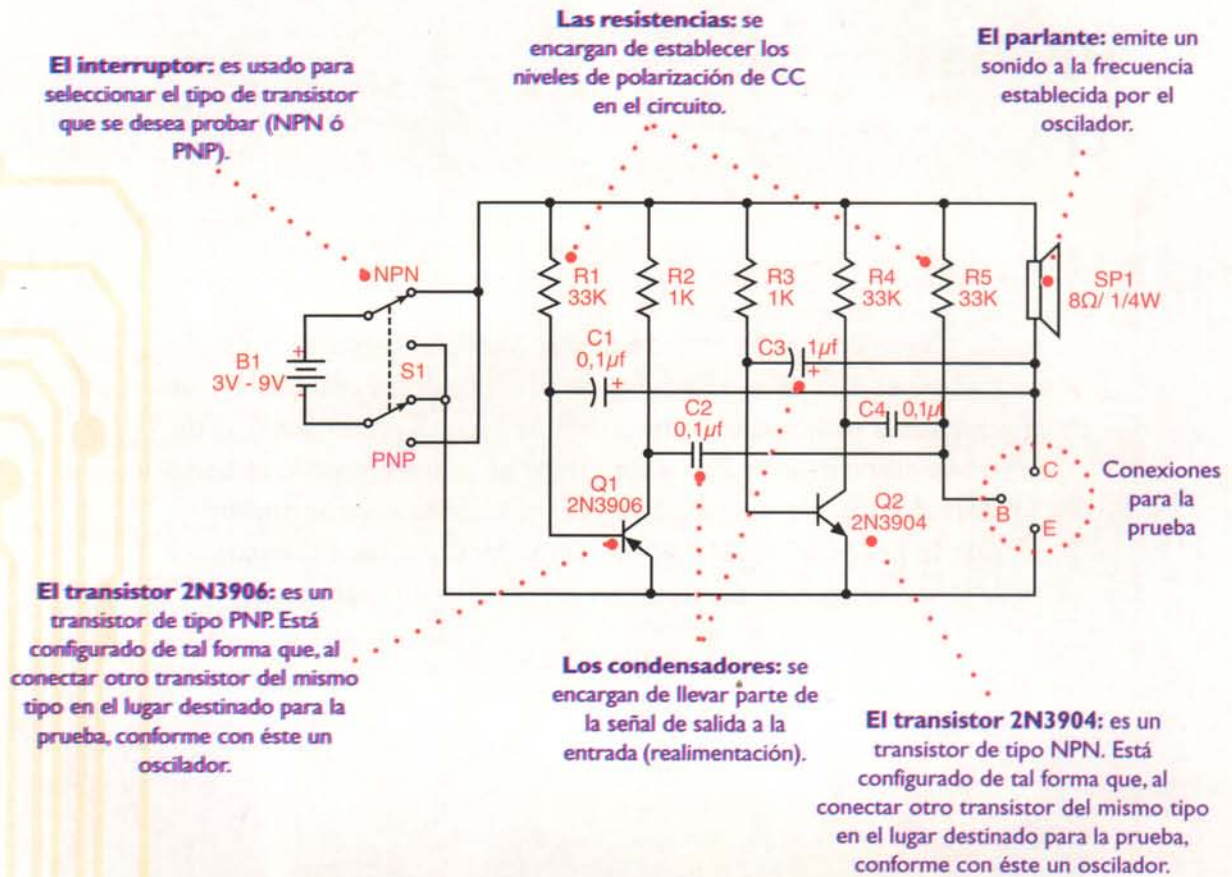 Las resistencias: se
encargan de establecer los
niveles de polarización de CC
en el circuito.
El parlante: emite un
sonido a la frecuencia
establecida por el
oscilador.
El interruptor: es usado para
seleccionar el tipo de transistor
que se desea probar (NPN ó
PNP).
NPN
B1
3V - 9V
+
-
S1
PNP
R1
33K
R2
1K
R3
1K
R4
33K
R5
33K
SP1
8Ω/ 1/4W
C1
0,1µf
+
C2
0,1µf
C3 1µf
+
C4 0,1µf
Q1
2N3906
Q2
2N3904
C
B
E
Conexiones
para la
prueba
El transistor 2N3906: es un
transistor de tipo PNP. Está
configurado de tal forma que, al
conectar otro transistor del mismo
tipo en el lugar destinado para la
prueba, conforme con éste un
oscilador.
Los condensadores: se
encargan de llevar parte de
la señal de salida a la
entrada (realimentación).
El transistor 2N3904: es un
transistor de tipo NPN. Está
configurado de tal forma que, al
conectar otro transistor del mismo tipo
en el lugar destinado para la prueba,
conforme con éste un oscilador.